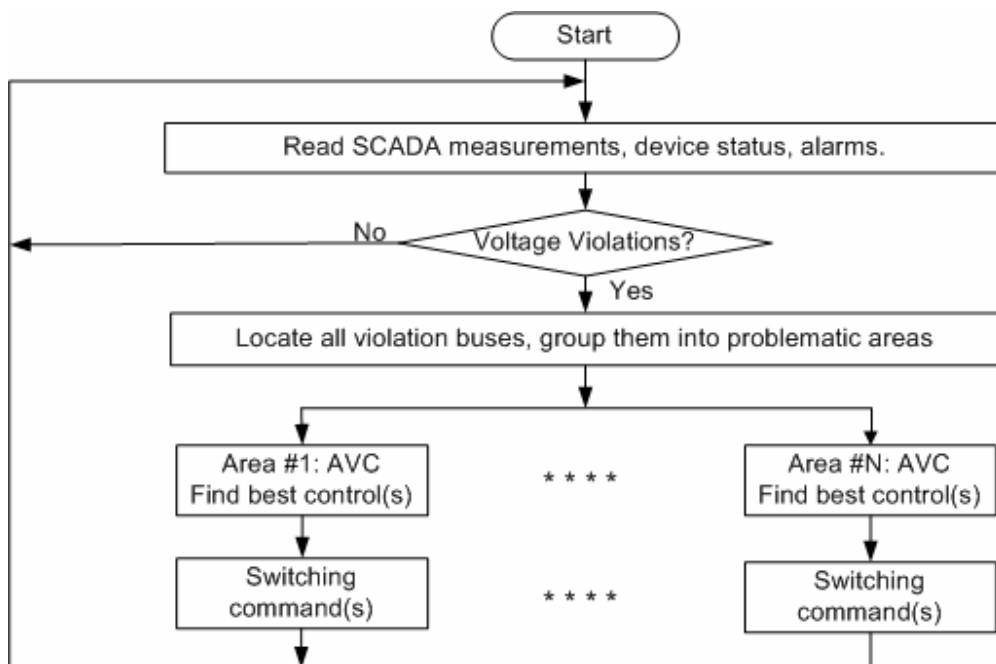 Start
Read SCADA measurements, device status, alarms.
No
Voltage Violations?
Yes
Locate all violation buses, group them into problematic areas
Area #1: AVC
Find best control(s)
* * * *
Area #N: AVC
Find best control(s)
Switching
command(s)
* * * *
Switching
command(s)